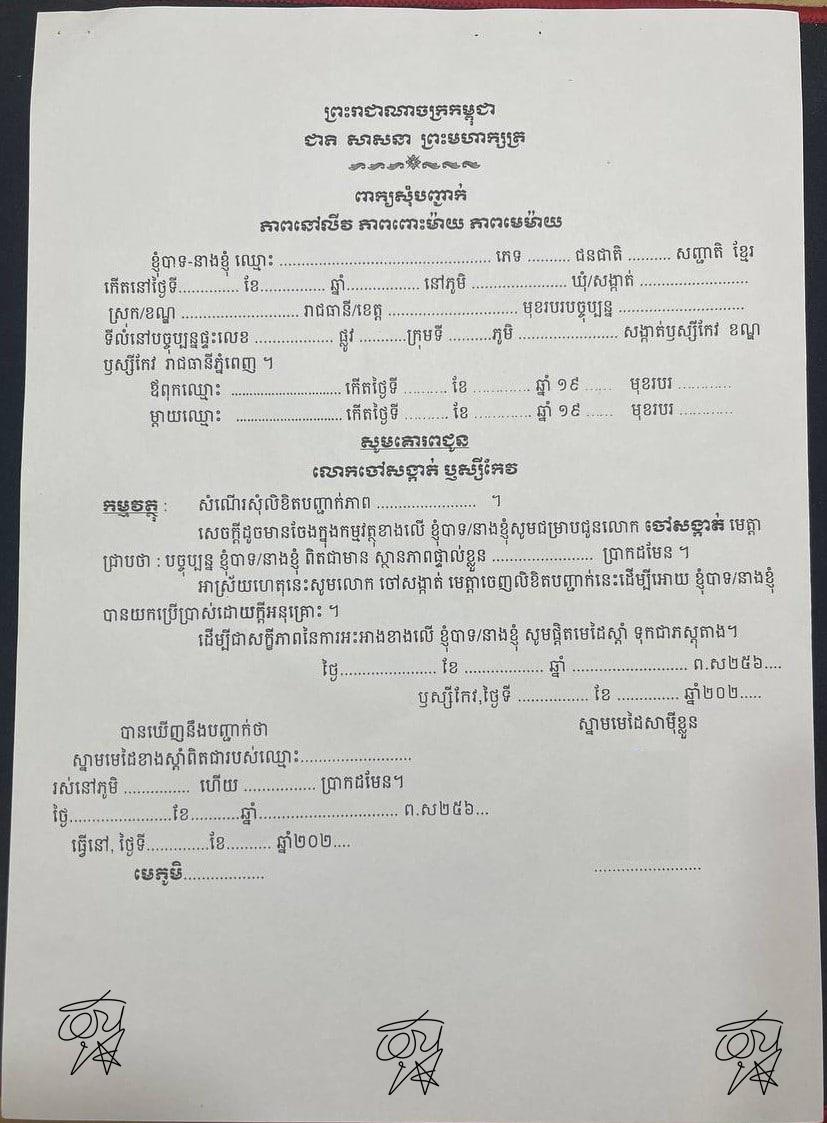 ព្រះរាជាណាចក្រកម្ពុជា
ជាតិ សាសនា ព្រះមហាក្សត្រ
ពាក្យសុំបញ្ជាក់
ភាពនៅលីវ ភាពពោះម៉ាយ ភាពមេម៉ាយ
ខ្ញុំបាទ-នាងខ្ញុំ ឈ្មោះ ................................................ ភេទ .......... ជនជាតិ .......... សញ្ជាតិ ខ្មែរ
កើតនៅថ្ងៃទី.............. ខែ............... ឆ្នាំ................. នៅភូមិ ...................... ឃុំ/សង្កាត់ .........................
ស្រុក/ខណ្ឌ ........................... រាជធានី/ខេត្ត .............................. មុខរបរបច្ចុប្បន្ន .............................
ទីលំនៅបច្ចុប្បន្នផ្ទះលេខ .................. ផ្លូវ ...........ក្រុមទី ..........ភូមិ ....................... សង្កាត់ឫស្សីកែវ ខណ្ឌ
ឫស្សីកែវ រាជធានីភ្នំពេញ ។
ឪពុកឈ្មោះ .......................... កើតថ្ងៃទី .......... ខែ ............. ឆ្នាំ ១៩ ...... មុខរបរ ............
ម្តាយឈ្មោះ ......................... កើតថ្ងៃទី .......... ខែ ............. ឆ្នាំ ១៩ ...... មុខរបរ ............
សូមគោរពជូន
លោកចៅសង្កាត់ ឫស្សីកែវ
កម្មវត្ថុ : សំណើរសុំលិខិតបញ្ជាក់ភាព ....................... ។
សេចក្តីដូចមានចែងក្នុងកម្មវត្ថុខាងលើ ខ្ញុំបាទ/នាងខ្ញុំសូមជម្រាបជូនលោក ចៅសង្កាត់ មេត្តា
ជ្រាបថា : បច្ចុប្បន្ន ខ្ញុំបាទ/នាងខ្ញុំ ពិតជាមាន ស្ថានភាពផ្ទាល់ខ្លួន ....................... ប្រាកដមែន ។
អាស្រ័យហេតុនេះសូមលោក ចៅសង្កាត់ មេត្តាចេញលិខិតបញ្ជាក់នេះដើម្បីអោយ ខ្ញុំបាទ/នាងខ្ញុំ
បានយកប្រើប្រាស់ដោយក្តីអនុគ្រោះ ។
ដើម្បីជាសក្ខីភាពនៃការអះអាងខាងលើ ខ្ញុំបាទ/នាងខ្ញុំ សូមផ្តិតមេដៃស្តាំ ទុកជាភស្តុតាង។
ថ្ងៃ...................... ខែ .................. ឆ្នាំ .......................... ព.ស២៥៦....
ឫស្សីកែវ,ថ្ងៃទី ................ ខែ .............. ឆ្នាំ២០២.....
ស្នាមមេដៃសាម៉ីខ្លួន
បានឃើញនឹងបញ្ជាក់ថា
ស្នាមមេដៃខាងស្តាំពិតជារបស់ឈ្មោះ.........................
រស់នៅភូមិ ............... ហើយ ................ ប្រាកដមែន។
ថ្ងៃ.......................ខែ...........ឆ្នាំ................................ ព.ស២៥៦...
ធ្វើនៅ, ថ្ងៃទី..............ខែ.......... ឆ្នាំ២០២....
មេភូមិ..................